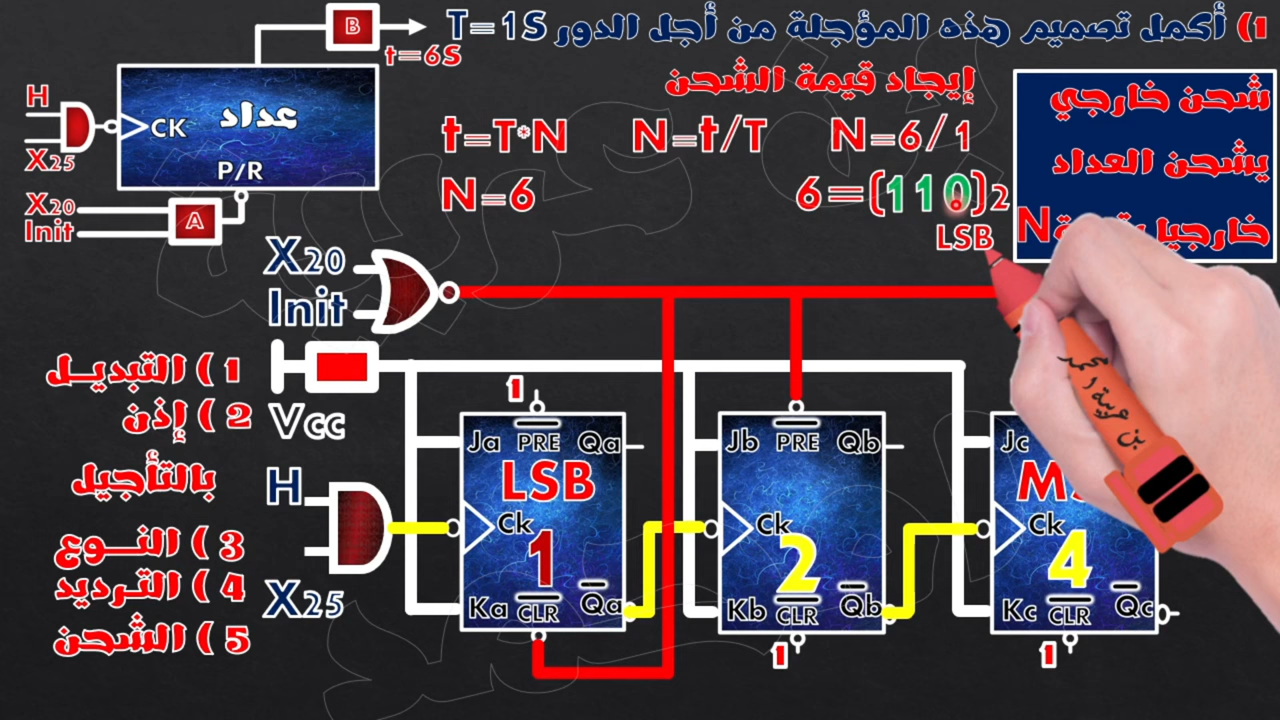 1) أكمل تصميم هذه المؤجلة من أجل الدور T=1S
B
t=6S
إيجاد قيمة الشحن
شحن خارجي
يشحن العداد
خارجيا
N
H
X25
CK
عداد
P/R
X20
Init
A
t=T*N
N=t/T
N=6/1
N=6
6=(110)2
LSB
X20
Init
Vcc
1) التبديل
2) إذن
بالتأجيل
3) النوع
4) الترديد
5) الشحن
H
X25
1
Ja
PRE
Qa
LSB
Ck
1
Ka
CLR
Qa
Jb
PRE
Qb
Ck
2
Kb
CLR
Qb
1
Jc
Ck
4
Kc
CLR
Qc
1